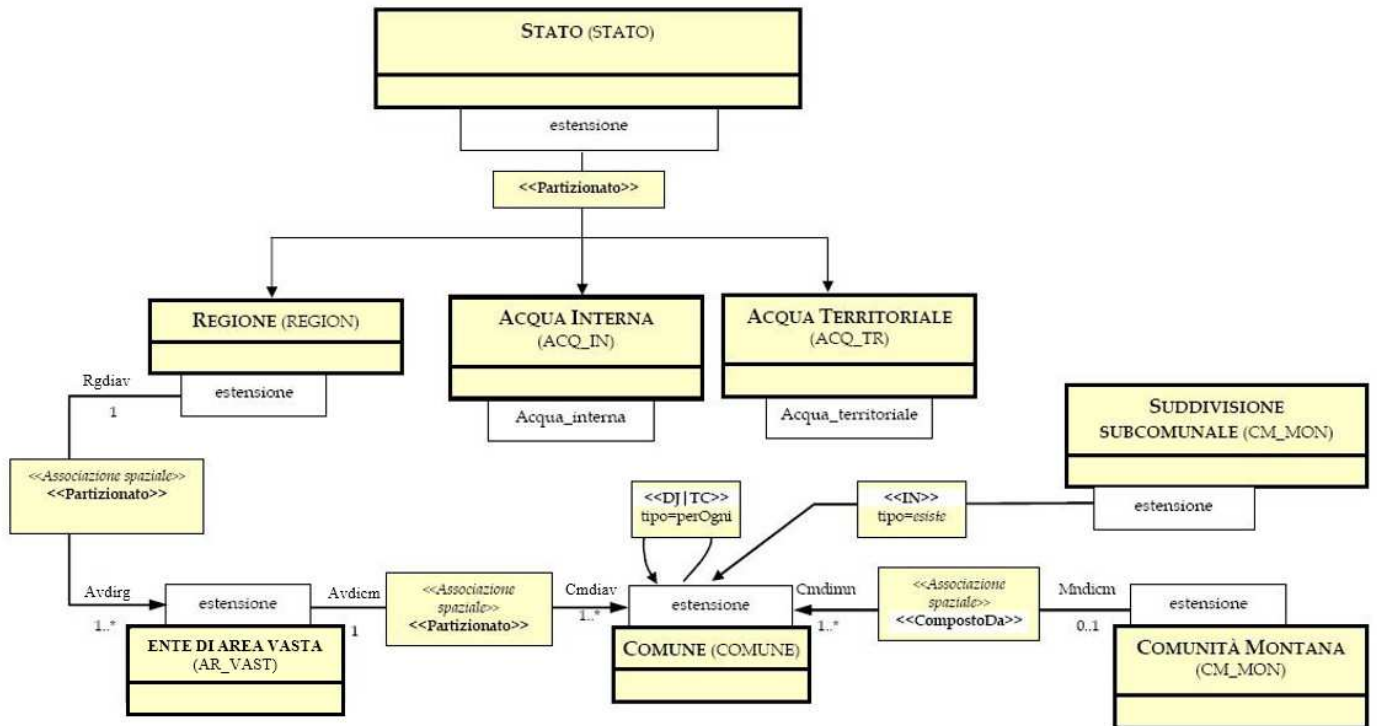 STATO (STATO)
estensione
<<Partizionato>>
REGIONE (REGION)
estensione
ACQUA INTERNA
(ACQ_IN)
Acqua_interna
ACQUA TERRITORIALE
(ACQ_TR)
Acqua_territoriale
SUDDIVISIONE
SUBCOMUNALE (CM_MON)
estensione
Rgdiav
1
<<Associazione spaziale>>
<<Partizionato>>
<<DJ|TC>>
tipo=perOgni
<<IN>>
tipo=esiste
Avdirg
1..*
estensione
ENTE DI AREA VASTA
(AR_VAST)
Avdicm
1
<<Associazione
spaziale>>
<<Partizionato>>
Cmdiav
1..*
estensione
COMUNE (COMUNE)
Cmdimn
1..*
<<Associazione
spaziale>>
<<CompostoDa>>
Mndicm
0..1
estensione
COMUNITÀ MONTANA
(CM_MON)